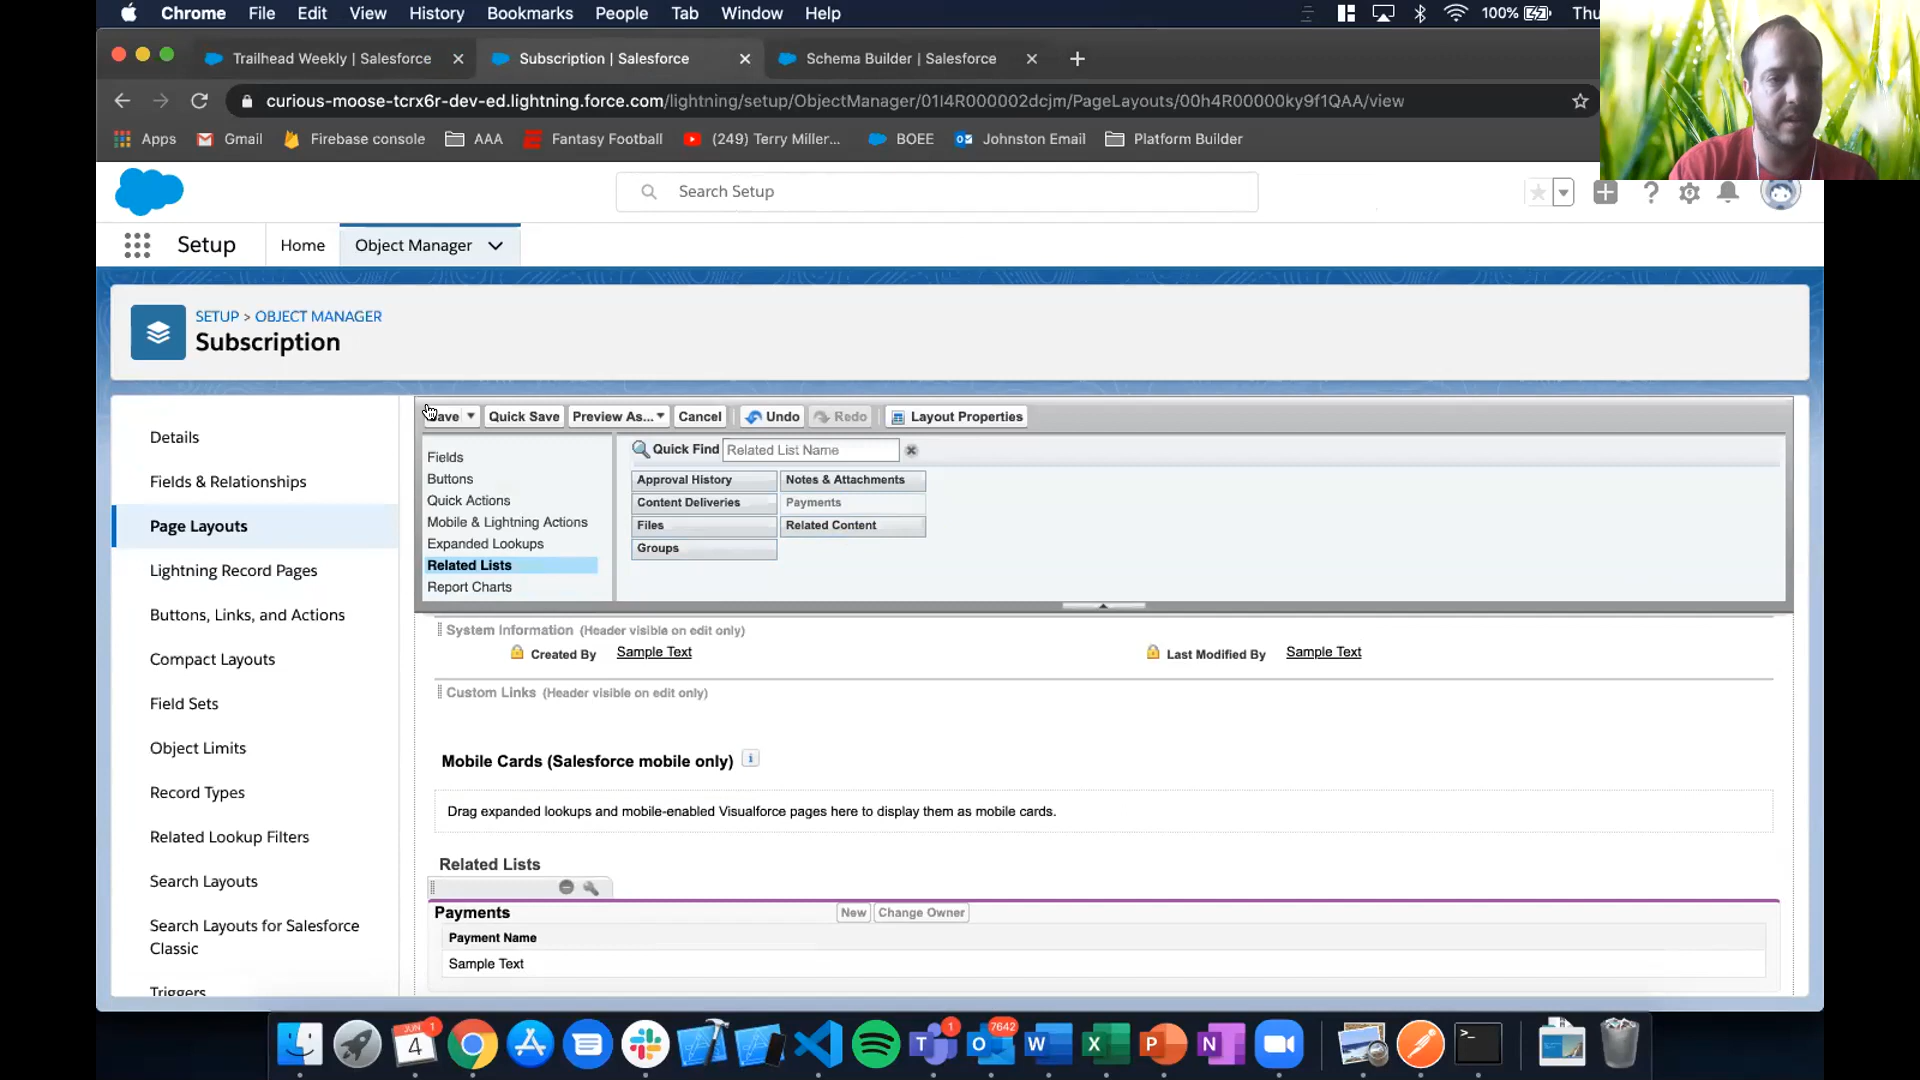 Chrome File Edit View History Bookmarks People Tab Window Help 100% Thu
Trailhead Weekly | Salesforce Subscription | Salesforce Schema Builder | Salesforce
curious-moose-tcrx6r-dev-ed.lightning.force.com/lightning/setup/ObjectManager/01I4R000002dcjm/PageLayouts/00h4R00000ky9f1QAA/view
Apps Gmail Firebase console AAA Fantasy Football (249) Terry Miller... BOEE Johnston Email Platform Builder
Search Setup
Setup Home Object Manager
SETUP > OBJECT MANAGER
Subscription
Details
Fields & Relationships
Page Layouts
Lightning Record Pages
Buttons, Links, and Actions
Compact Layouts
Field Sets
Object Limits
Record Types
Related Lookup Filters
Search Layouts
Search Layouts for Salesforce
Classic
Triggers
Save Quick Save Preview As... Cancel Undo Redo Layout Properties
Fields
Buttons
Quick Actions
Mobile & Lightning Actions
Expanded Lookups
Related Lists
Report Charts
Quick Find Related List Name
Approval History Notes & Attachments
Content Deliveries Payments
Files Related Content
Groups
System Information (Header visible on edit only)
Created By Sample Text Last Modified By Sample Text
Custom Links (Header visible on edit only)
Mobile Cards (Salesforce mobile only) i
Drag expanded lookups and mobile-enabled Visualforce pages here to display them as mobile cards.
Related Lists
Payments New Change Owner
Payment Name
Sample Text
JUN 4 1 1 7642